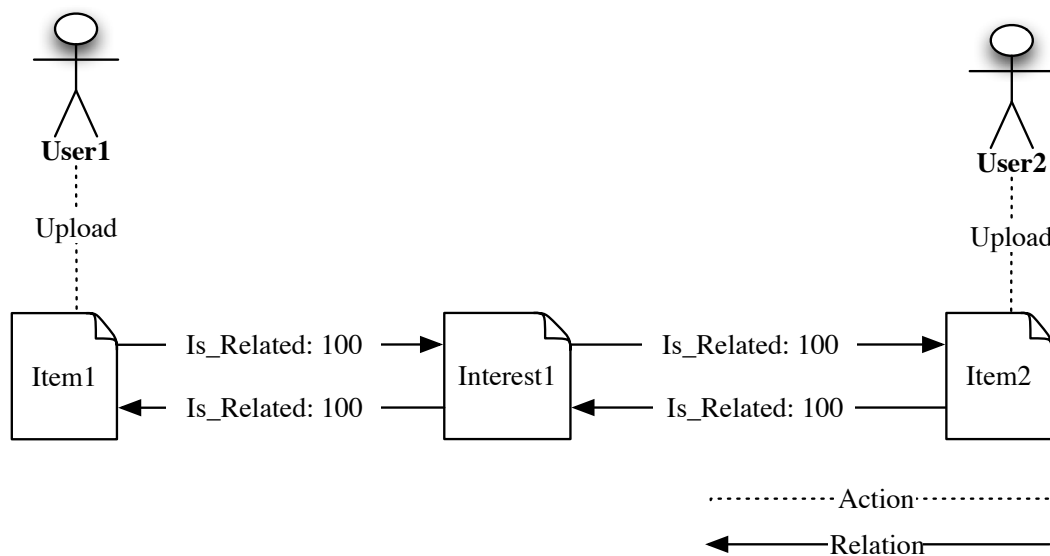 User1
User2
Upload
Upload
Is_Related: 100
Is_Related: 100
Item1
Interest1
Item2
Is_Related: 100
Is_Related: 100
Action
Relation